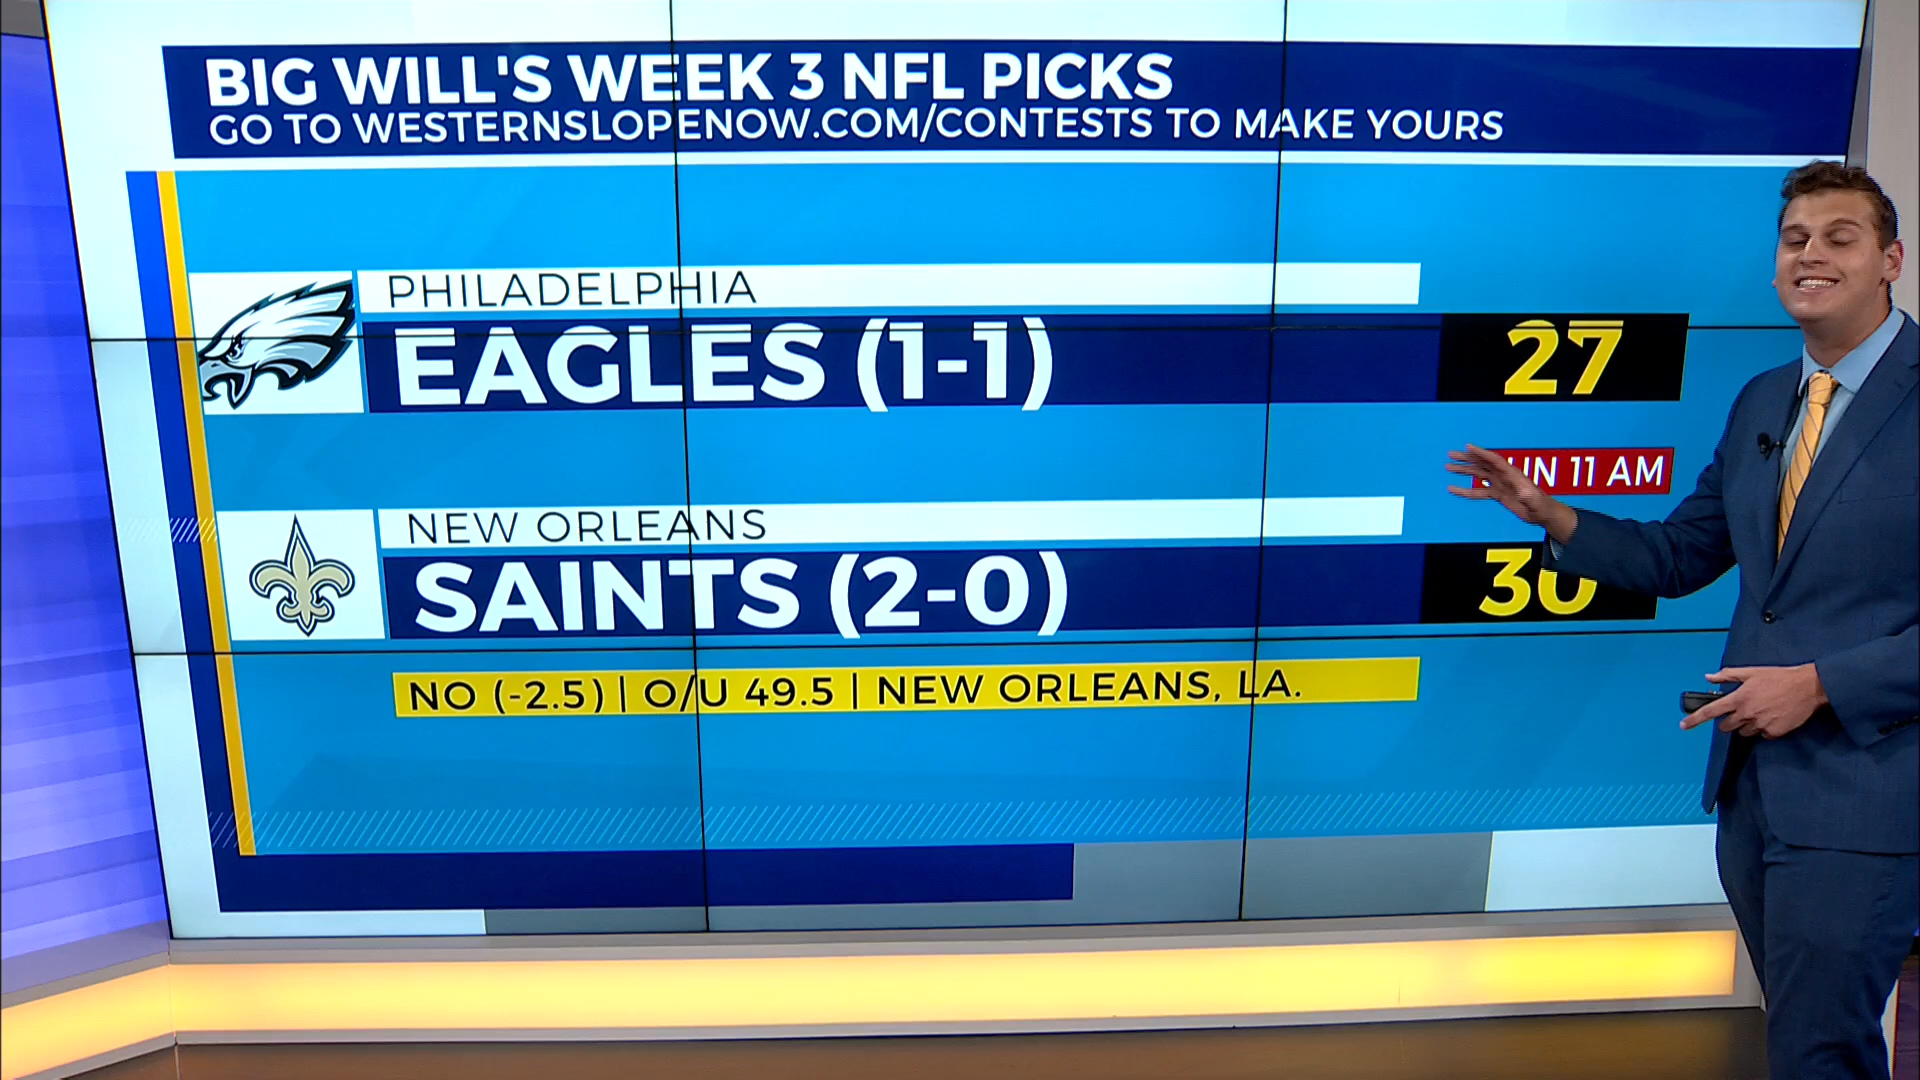 BIG WILL'S WEEK 3 NFL PICKS
GO TO WESTERNSLOPENOW.COM/CONTESTS TO MAKE YOURS
PHILADELPHIA
EAGLES (1-1) 27
11 AM
NEW ORLEANS
SAINTS (2-0) 30
NO (-2.5) | O/U 49.5 | NEW ORLEANS, LA.